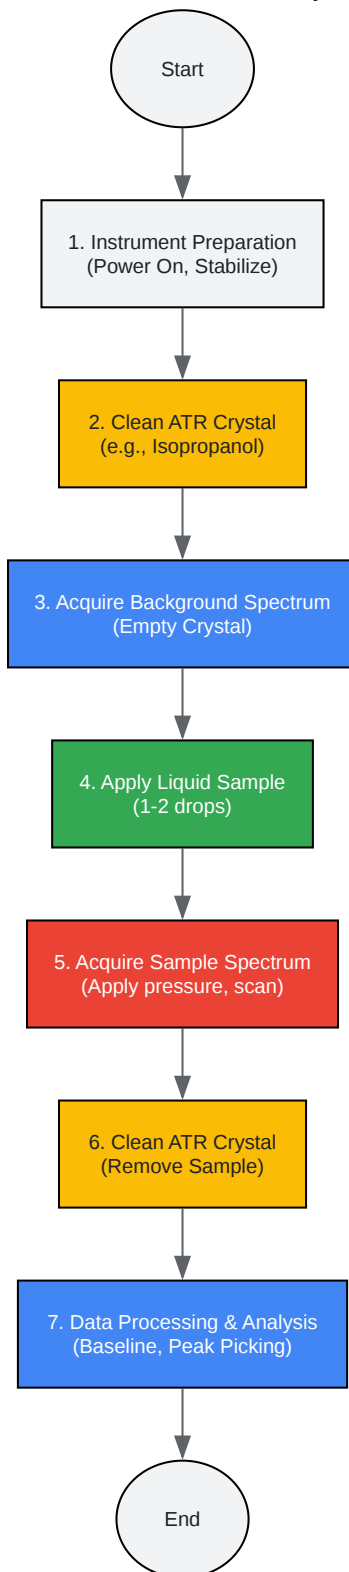 Start
1. Instrument Preparation
(Power On, Stabilize)
2. Clean ATR Crystal
(e.g., Isopropanol)
3. Acquire Background Spectrum
(Empty Crystal)
4. Apply Liquid Sample
(1-2 drops)
5. Acquire Sample Spectrum
(Apply pressure, scan)
6. Clean ATR Crystal
(Remove Sample)
7. Data Processing & Analysis
(Baseline, Peak Picking)
End